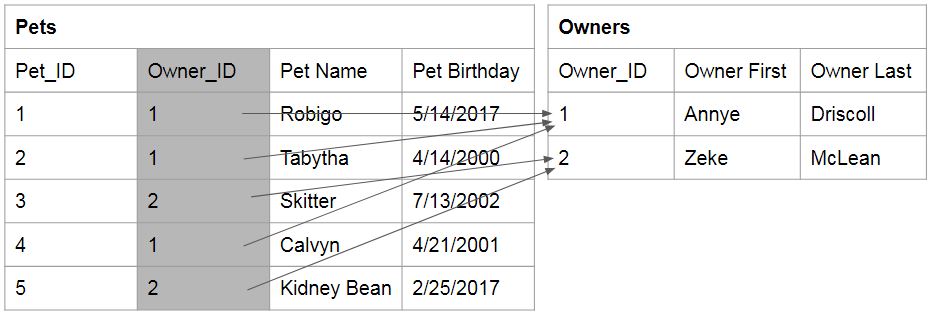 Pets
Pet_ID Owner_ID Pet Name Pet Birthday
1 1 Robigo 5/14/2017
2 1 Tabytha 4/14/2000
3 2 Skitter 7/13/2002
4 1 Calvyn 4/21/2001
5 2 Kidney Bean 2/25/2017
Owners
Owner_ID Owner First Owner Last
1 Annye Driscoll
2 Zeke McLean